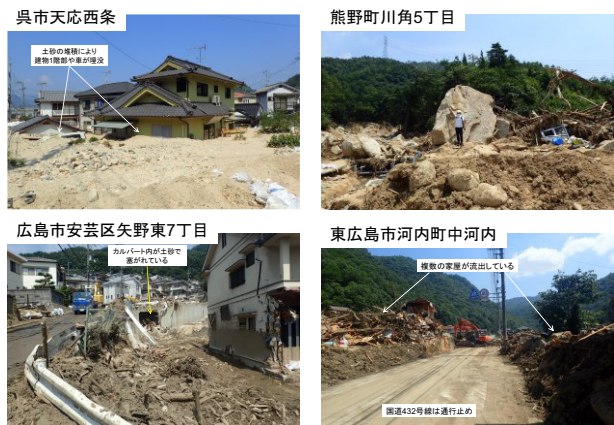 呉市天応西条
土砂の堆積により
建物1階部や車が埋没
熊野町川角5丁目
広島市安芸区矢野東7丁目
カルバート内が土砂で
塞がれている
東広島市河内町中河内
複数の家屋が流出している
国道432号線は通行止め